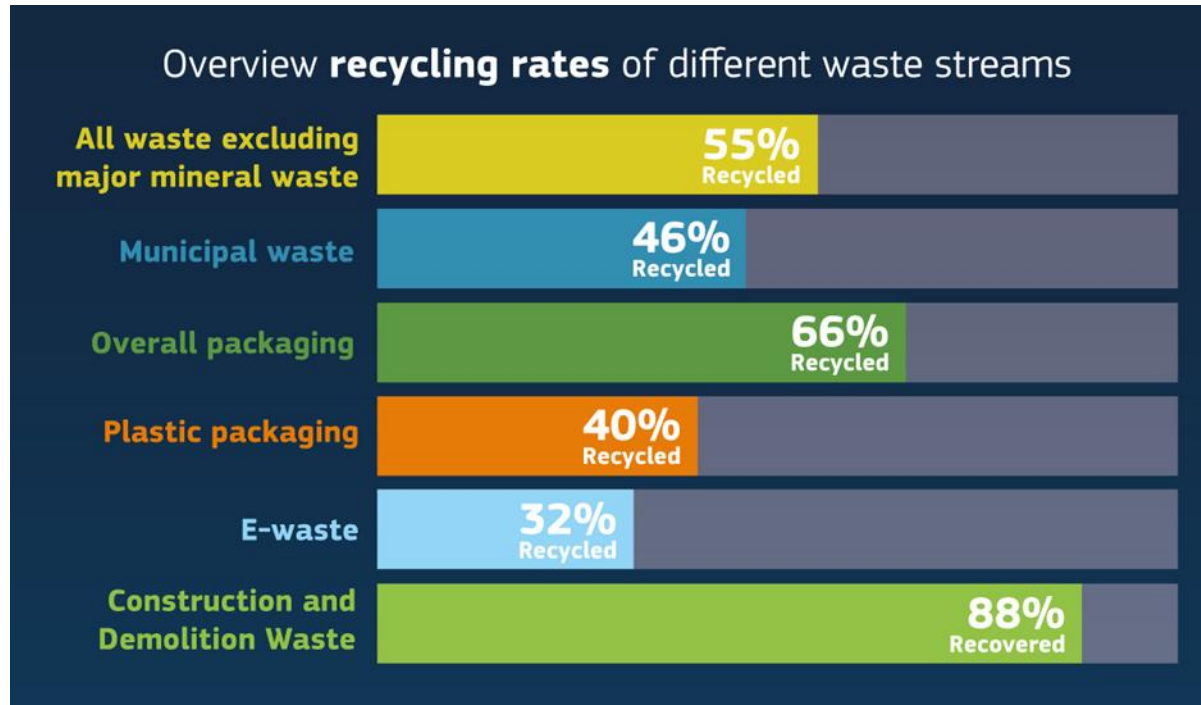 Overview recycling rates of different waste streams
All waste excluding
major mineral waste
55%
Recycled
Municipal waste
46%
Recycled
Overall packaging
66%
Recycled
Plastic packaging
40%
Recycled
E-waste
32%
Recycled
Construction and
Demolition Waste
88%
Recovered